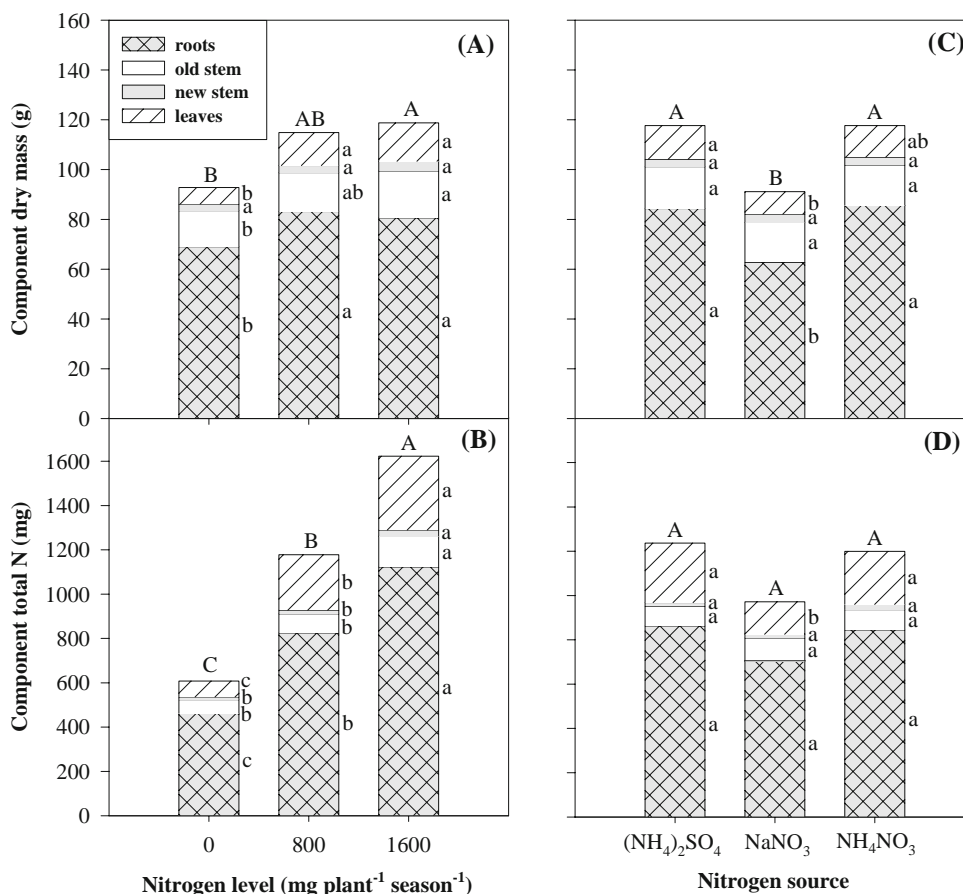 160
140
120
100
80
60
40
20
0
Component dry mass (g)
roots
old stem
new stem
leaves
(A)
B
b
a
b
b
AB
a
a
ab
a
A
a
a
a
a
(C)
A
a
a
a
a
B
b
a
a
b
A
ab
a
a
a
1600
1400
1200
1000
800
600
400
200
0
Component total N (mg)
(B)
C
c
b
b
c
B
b
b
b
b
A
a
a
a
a
0
800
1600
Nitrogen level (mg plant⁻¹ season⁻¹)
(D)
A
a
a
a
a
A
b
a
a
a
A
a
a
a
a
(NH₄)₂SO₄
NaNO₃
NH₄NO₃
Nitrogen source